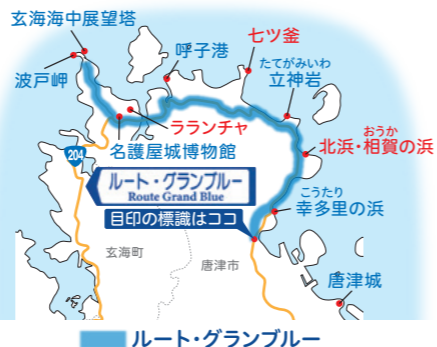 玄海海中展望塔
波戸岬
呼子港
七ツ釜
たてがみいわ
立神岩
ララランチャ
名護屋城博物館
おうか
北浜・相賀の浜
204
ルート・グランブルー
Route Grand Blue
目印の標識はココ
こうたり
幸多里の浜
玄海町
唐津市
唐津城
ルート・グランブルー